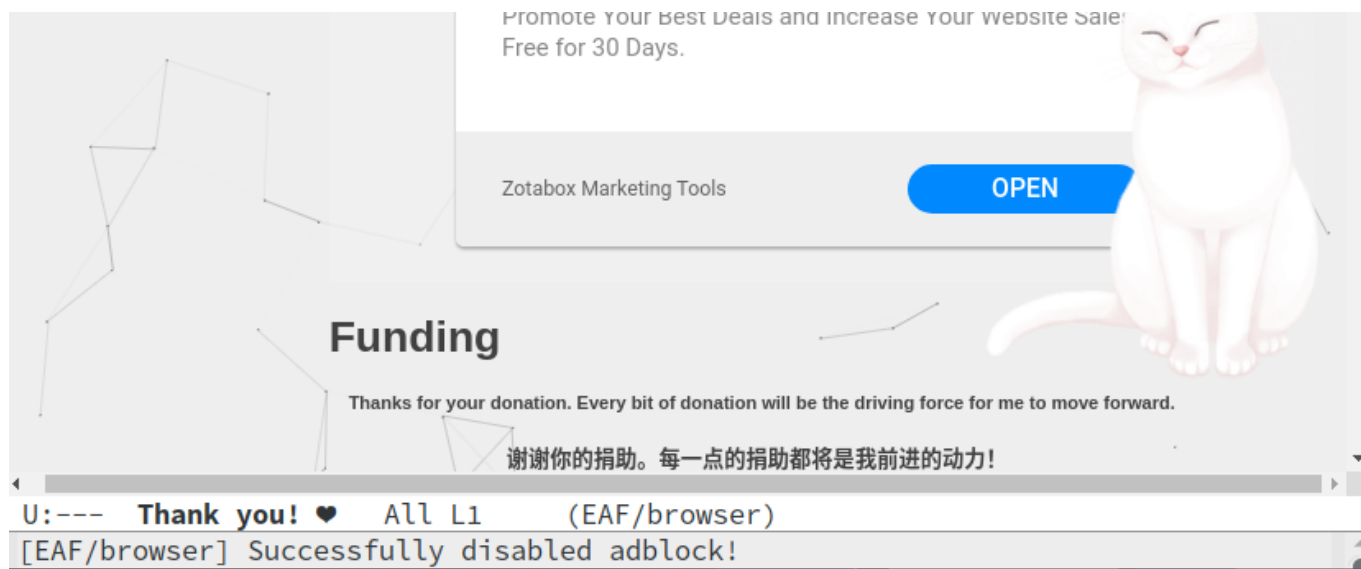 Promote Your Best Deals and Increase Your Website Sales
Free for 30 Days.
Zotabox Marketing Tools
OPEN
Funding
Thanks for your donation. Every bit of donation will be the driving force for me to move forward.
谢谢你的捐助。每一点的捐助都将是我前进的动力!
U:--- Thank you! ♥ All L1 (EAF/browser)
[EAF/browser] Successfully disabled adblock!